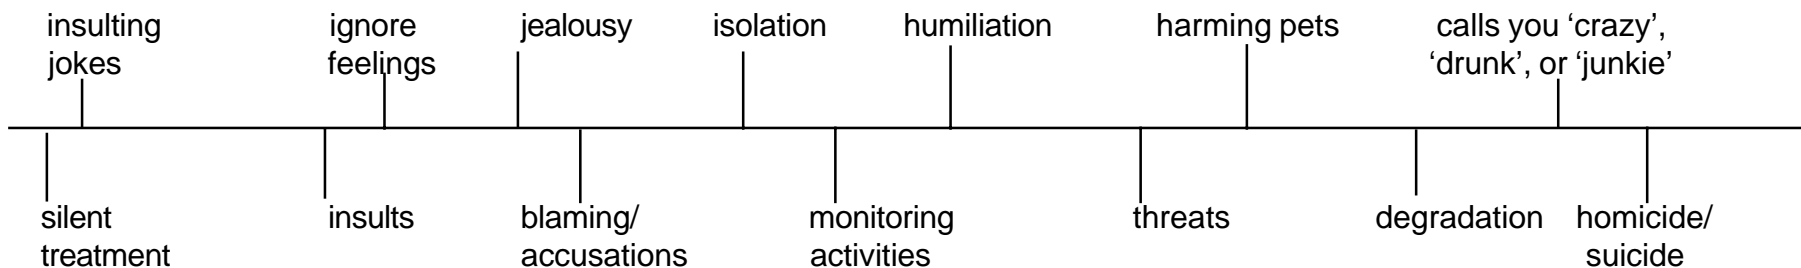 insulting
jokes
ignore
feelings
jealousy
isolation
humiliation
harming pets
calls you ‘crazy’,
‘drunk’, or ‘junkie’
silent
treatment
insults
blaming/
accusations
monitoring
activities
threats
degradation
homicide/
suicide